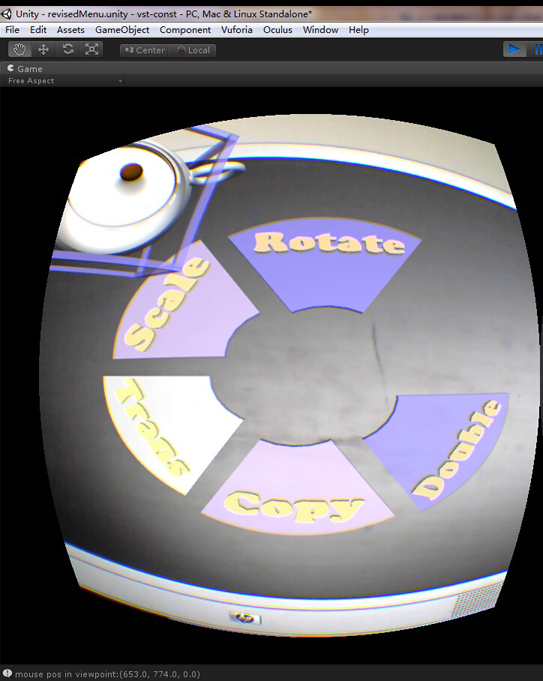 Unity - revisedMenu.unity - vst-const - PC, Mac & Linux Standalone*
File Edit Assets GameObject Component Vuforia Oculus Window Help
Center Local
Game
Free Aspect
Rotate
Scale
Trans
Double
Copy
hp
mouse pos in viewpoint:(653.0, 774.0, 0.0)